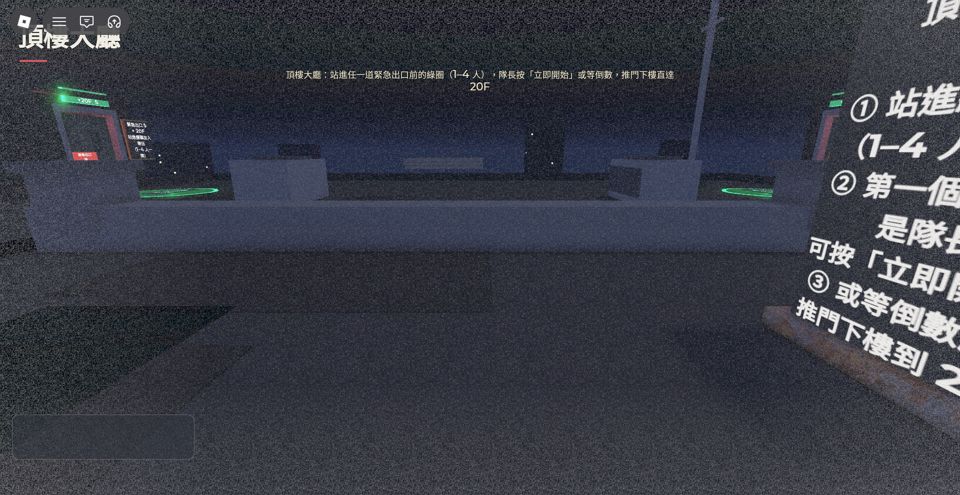 頂樓大廳
頂樓大廳：站進任一道緊急出口前的綠圈（1–4 人），隊長按「立即開始」或等倒數，推門下樓直達
20F
① 站進
(1–4 人
② 第一個
是隊長
可按「立即開
③ 或等倒數
推門下樓到 2